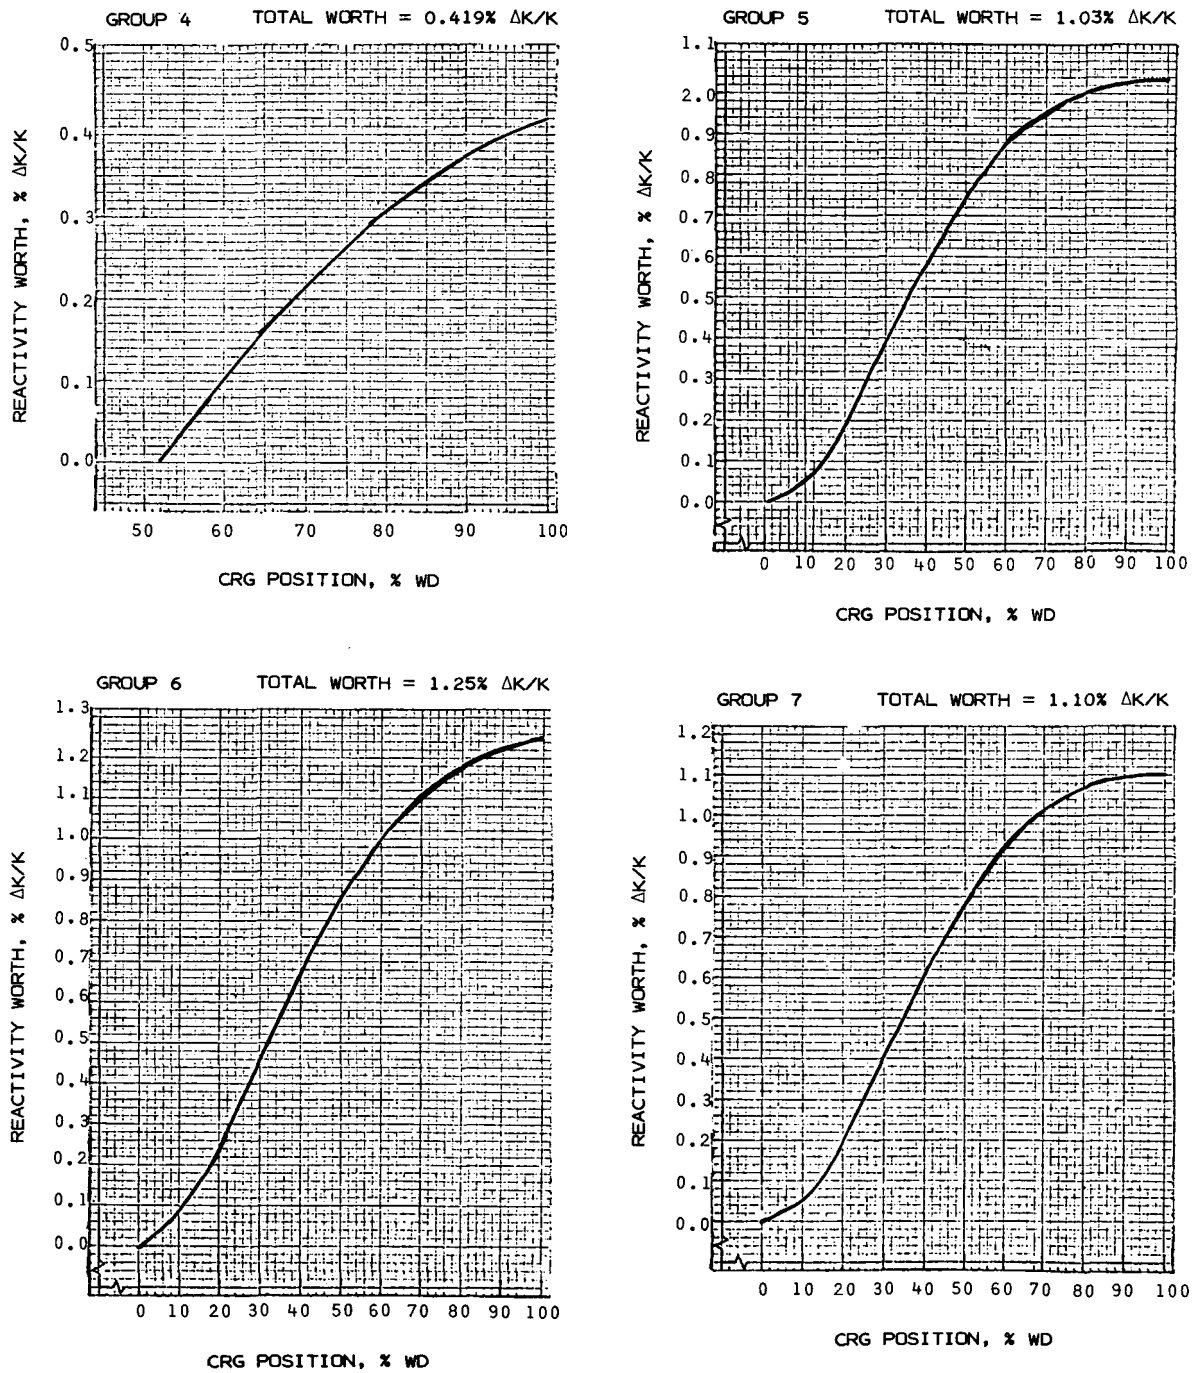 GROUP 4 TOTAL WORTH = 0.419% ΔK/K
REACTIVITY WORTH, % ΔK/K
0.5
0.4
0.3
0.2
0.1
0.0
50 60 70 80 90 100
CRG POSITION, % WD
GROUP 5 TOTAL WORTH = 1.03% ΔK/K
REACTIVITY WORTH, % ΔK/K
1.1
2.0
0.9
0.8
0.7
0.6
0.5
0.4
0.3
0.2
0.1
0.0
0 10 20 30 40 50 60 70 80 90 100
CRG POSITION, % WD
GROUP 6 TOTAL WORTH = 1.25% ΔK/K
REACTIVITY WORTH, % ΔK/K
1.3
1.2
1.1
1.0
0.9
0.8
0.7
0.6
0.5
0.4
0.3
0.2
0.1
0.0
0 10 20 30 40 50 60 70 80 90 100
CRG POSITION, % WD
GROUP 7 TOTAL WORTH = 1.10% ΔK/K
REACTIVITY WORTH, % ΔK/K
1.2
1.1
1.0
0.9
0.8
0.7
0.6
0.5
0.4
0.3
0.2
0.1
0.0
0 10 20 30 40 50 60 70 80 90 100
CRG POSITION, % WD